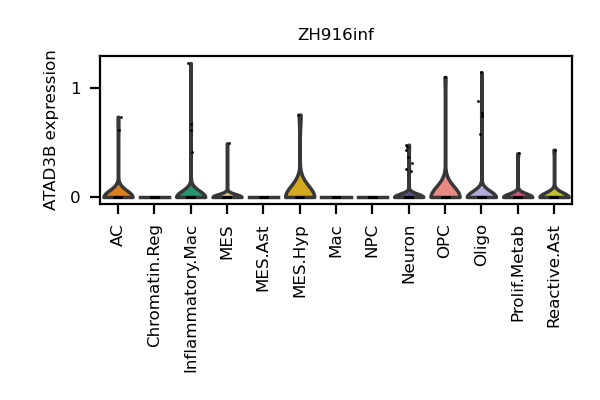 ZH916inf
ATAD3B expression
1
0
AC
Chromatin.Reg
Inflammatory.Mac
MES
MES.Ast
MES.Hyp
Mac
NPC
Neuron
OPC
Oligo
Prolif.Metab
Reactive.Ast